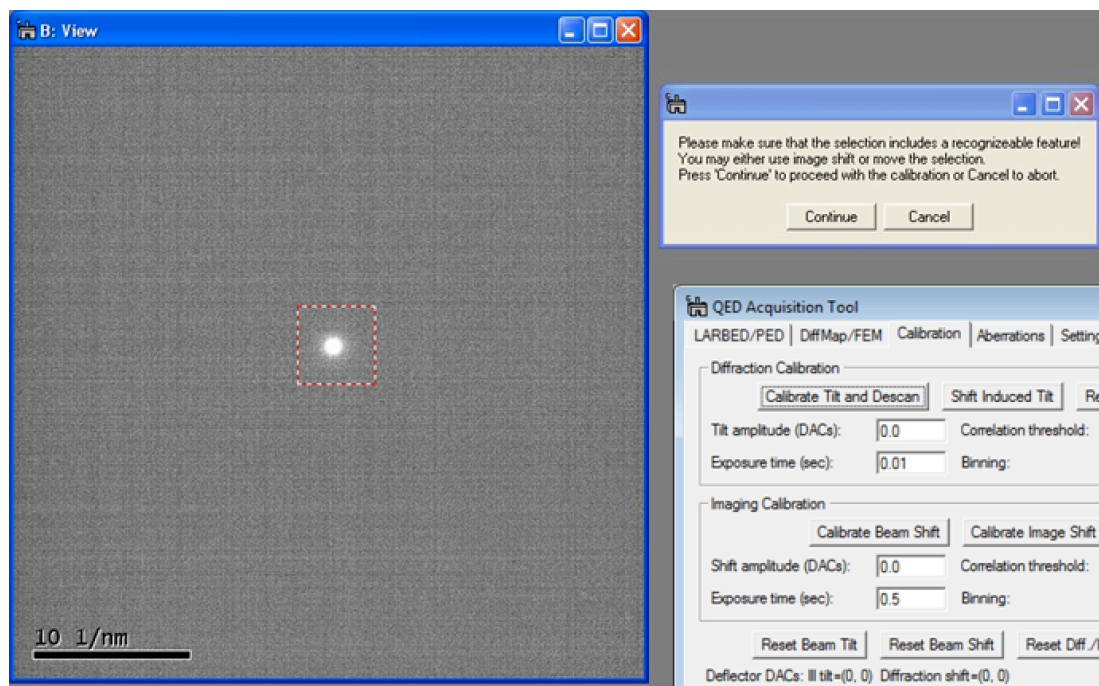 B: View
Please make sure that the selection includes a recognizeable feature!
You may either use image shift or move the selection.
Press 'Continue' to proceed with the calibration or Cancel to abort.
Continue Cancel
QED Acquisition Tool
LARBED/PED DiffMap/FEM Calibration Aberrations Setting
Diffraction Calibration
Calibrate Tilt and Descan Shift Induced Tilt Re
Tilt amplitude (DACs): 0.0 Correlation threshold:
Exposure time (sec): 0.01 Binning:
Imaging Calibration
Calibrate Beam Shift Calibrate Image Shift
Shift amplitude (DACs): 0.0 Correlation threshold:
Exposure time (sec): 0.5 Binning:
Reset Beam Tilt Reset Beam Shift Reset Diff./
Deflector DACs: Ill tilt=(0, 0) Diffraction shift=(0, 0)
10 1/nm